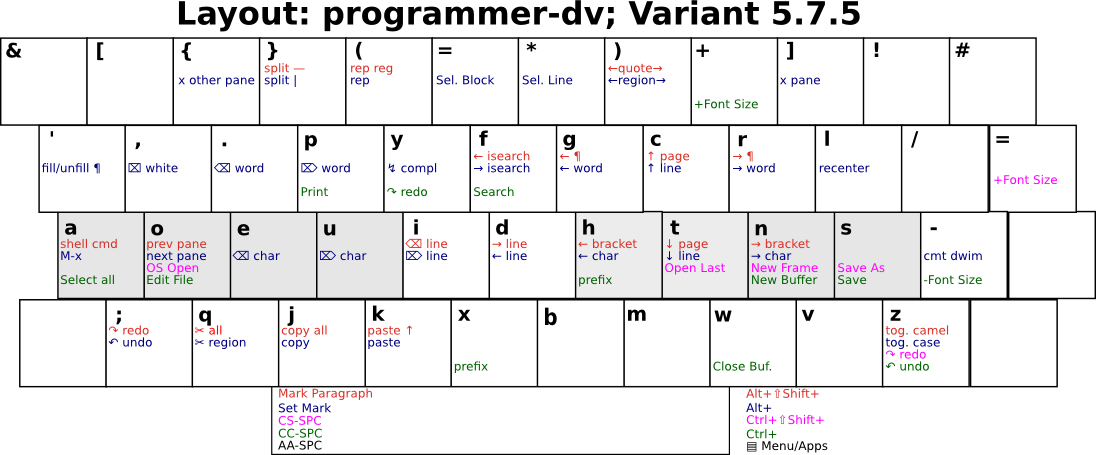 Layout: programmer-dv; Variant 5.7.5
&
[
{
x other pane
}
split —
split |
(
rep reg
rep
=
Sel. Block
*
Sel. Line
)
←quote→
←region→
+
+Font Size
]
x pane
!
#
'
fill/unfill ¶
,
⌧ white
.
⌫ word
p
⌦ word
Print
y
↯ compl
↷ redo
f
← isearch
→ isearch
Search
g
← ¶
← word
c
↑ page
↑ line
r
→ ¶
→ word
l
recenter
/
=
+Font Size
a
shell cmd
M-x
Select all
o
prev pane
next pane
OS Open
Edit File
e
⌫ char
u
⌦ char
i
⌫ line
⌦ line
d
→ line
← line
h
← bracket
← char
prefix
t
↓ page
↓ line
Open Last
n
→ bracket
→ char
New Frame
New Buffer
s
Save As
Save
-
cmt dwim
-Font Size
;
↷ redo
↶ undo
q
✂ all
✂ region
j
copy all
copy
k
paste ↑
paste
x
prefix
b
m
w
Close Buf.
v
z
tog. camel
tog. case
↷ redo
↶ undo
Mark Paragraph
Set Mark
CS-SPC
CC-SPC
AA-SPC
Alt+⇧Shift+
Alt+
Ctrl+⇧Shift+
Ctrl+
▤ Menu/Apps